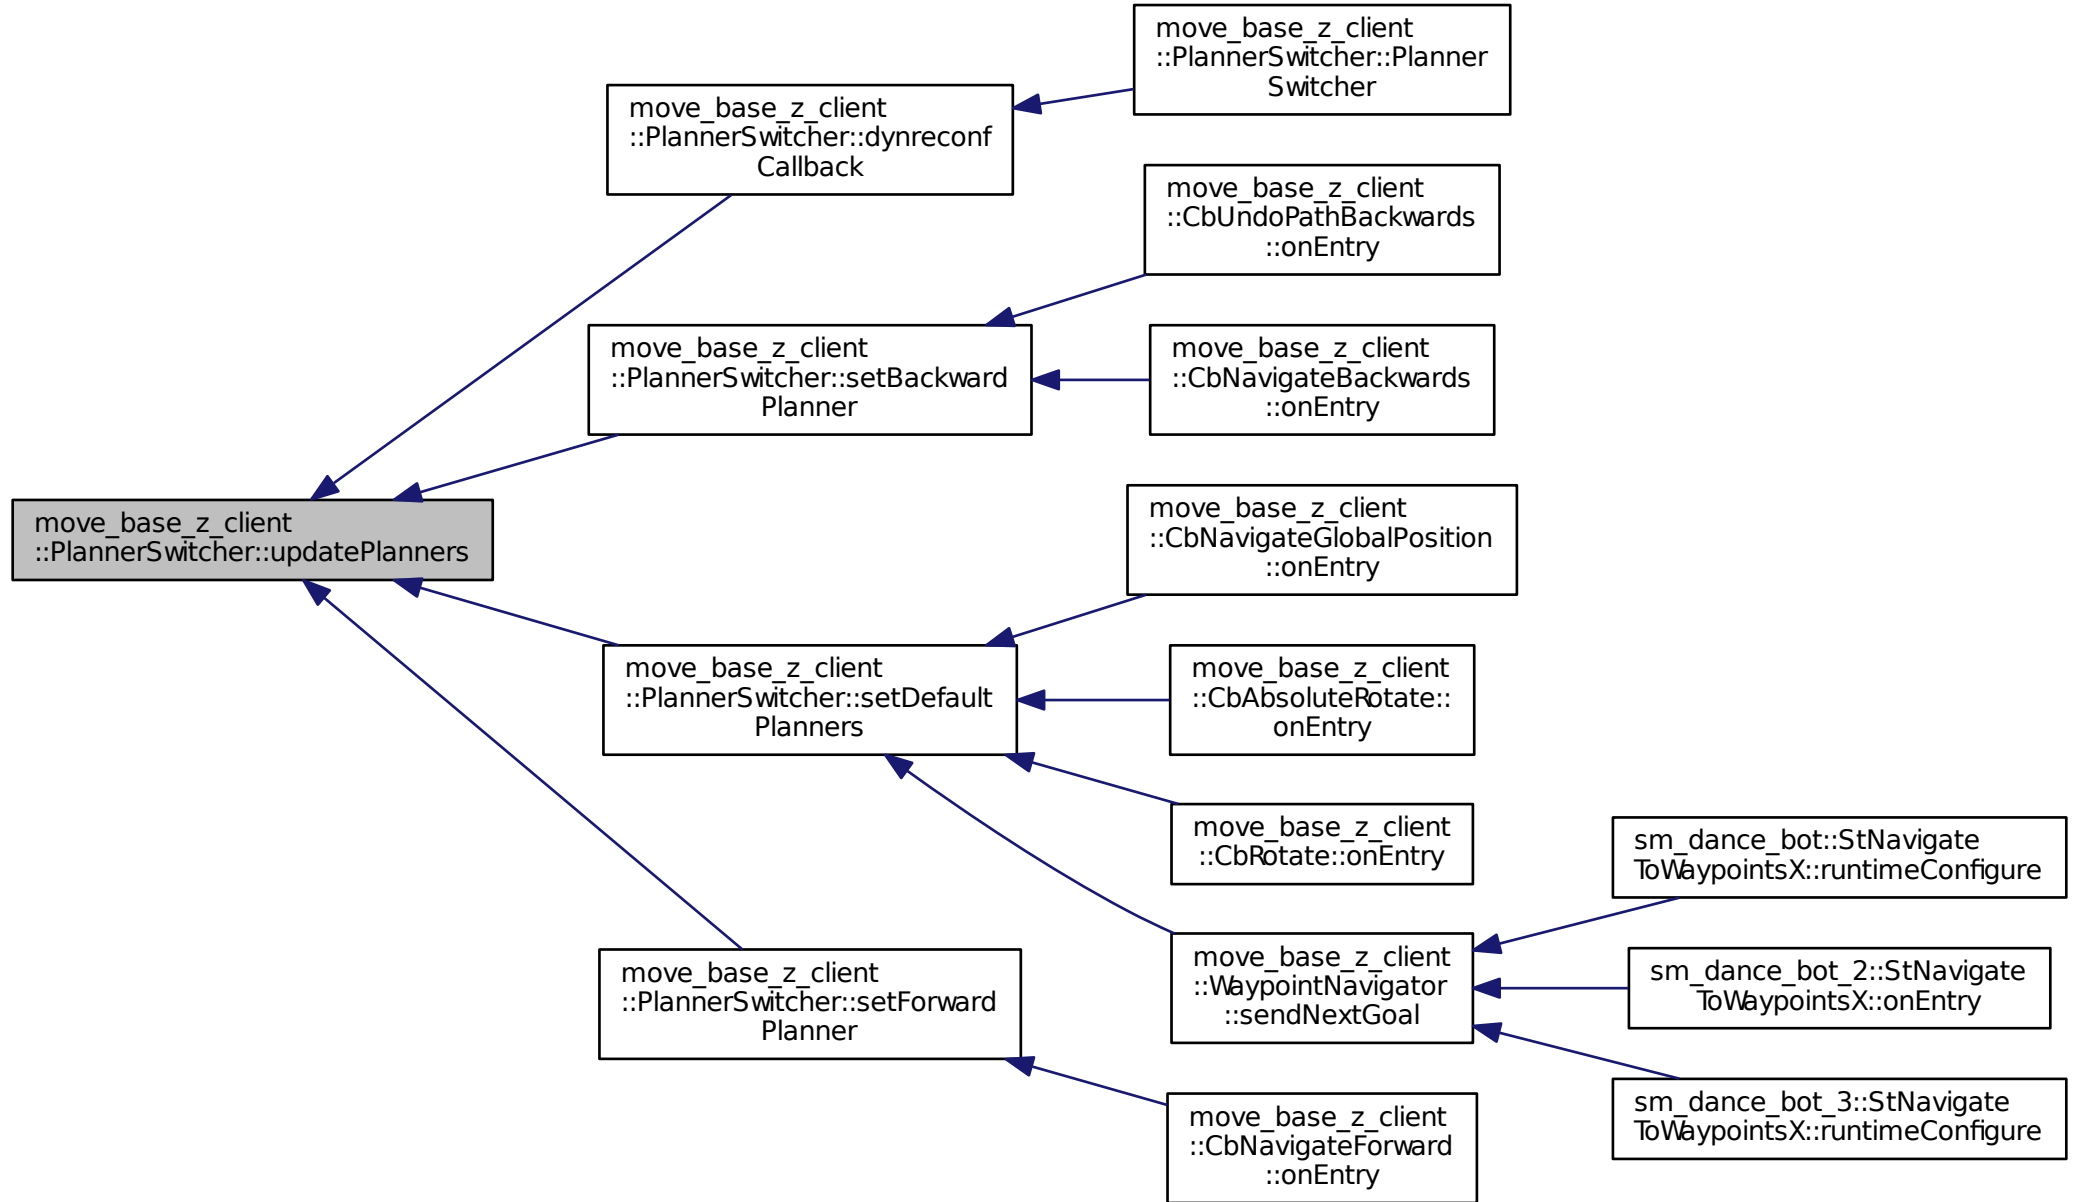 move_base_z_client
::PlannerSwitcher::Planner
Switcher
move_base_z_client
::PlannerSwitcher::dynreconf
Callback
move_base_z_client
::CbUndoPathBackwards
::onEntry
move_base_z_client
::PlannerSwitcher::setBackward
Planner
move_base_z_client
::CbNavigateBackwards
::onEntry
move_base_z_client
::PlannerSwitcher::updatePlanners
move_base_z_client
::CbNavigateGlobalPosition
::onEntry
move_base_z_client
::PlannerSwitcher::setDefault
Planners
move_base_z_client
::CbAbsoluteRotate::
onEntry
move_base_z_client
::CbRotate::onEntry
sm_dance_bot::StNavigate
ToWaypointsX::runtimeConfigure
move_base_z_client
::PlannerSwitcher::setForward
Planner
move_base_z_client
::WaypointNavigator
::sendNextGoal
sm_dance_bot_2::StNavigate
ToWaypointsX::onEntry
move_base_z_client
::CbNavigateForward
::onEntry
sm_dance_bot_3::StNavigate
ToWaypointsX::runtimeConfigure